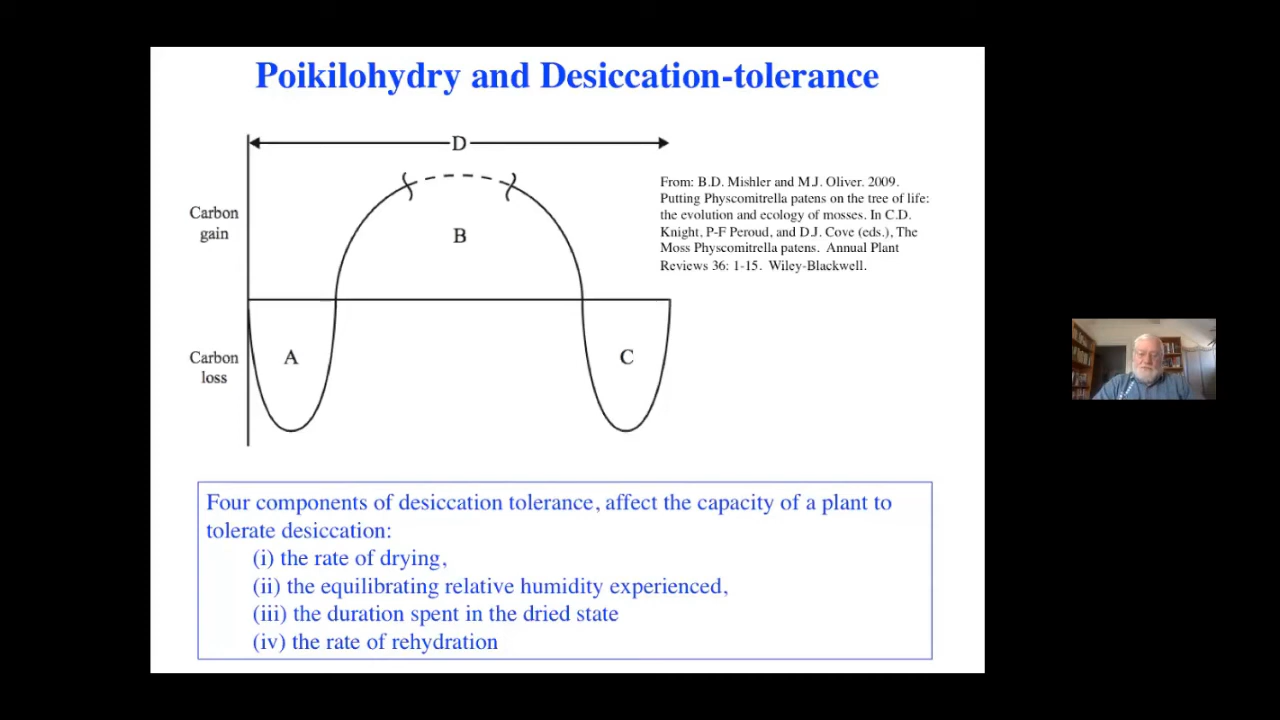 Poikilohydry and Desiccation-tolerance
D
Carbon
gain
B
From: B.D. Mishler and M.J. Oliver. 2009.
Putting Physcomitrella patens on the tree of life:
the evolution and ecology of mosses. In C.D.
Knight, P-F Peroud, and D.J. Cove (eds.), The
Moss Physcomitrella patens.  Annual Plant
Reviews 36: 1-15.  Wiley-Blackwell.
Carbon
loss
A
C
Four components of desiccation tolerance, affect the capacity of a plant to
tolerate desiccation:
(i) the rate of drying,
(ii) the equilibrating relative humidity experienced,
(iii) the duration spent in the dried state
(iv) the rate of rehydration